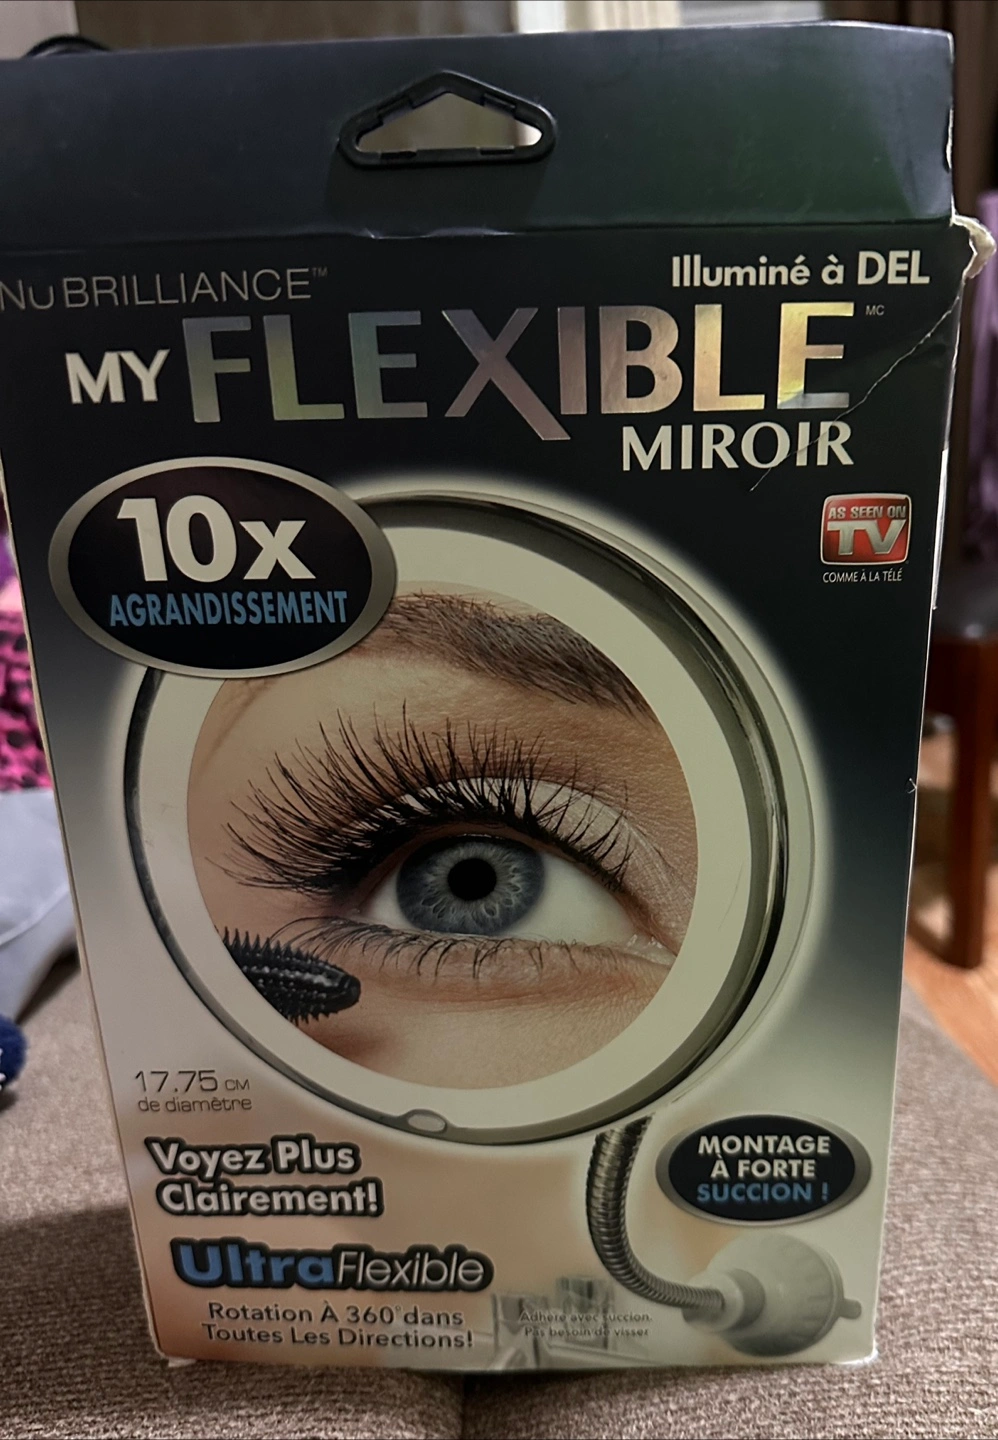 NuBRILLIANCE™
Illuminé à DEL
MY FLEXIBLE MC
MIROIR
10x
AGRANDISSEMENT
AS SEEN ON
TV
COMME À LA TÉLÉ
17.75 CM
de diamètre
Voyez Plus
Clairement!
MONTAGE
À FORTE
SUCCION !
UltraFlexible
Rotation À 360° dans
Toutes Les Directions!
Adhère avec succion.
Pas besoin de visser